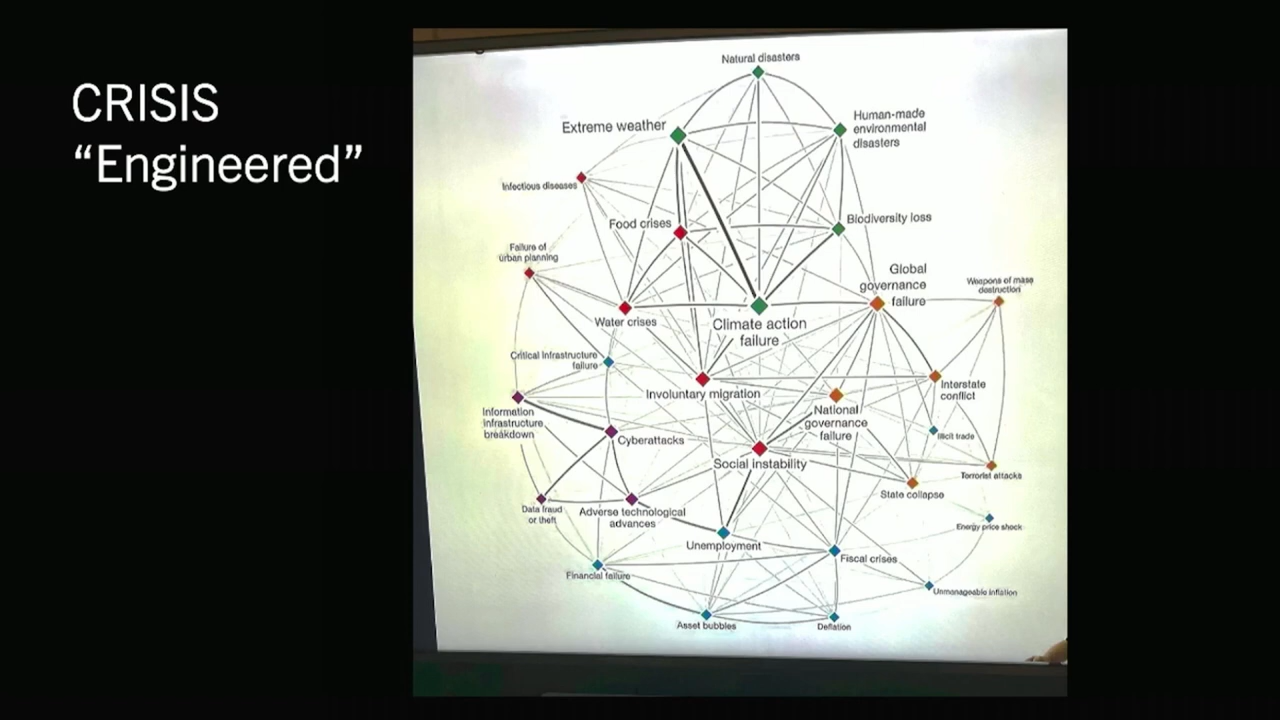 CRISIS
“Engineered”
Natural disasters
Extreme weather
Human-made
environmental
disasters
Infectious diseases
Food crises
Biodiversity loss
Failure of
urban planning
Global
governance
failure
Weapons of mass
destruction
Water crises
Climate action
failure
Critical infrastructure
failure
Involuntary migration
Interstate
conflict
Information
infrastructure
breakdown
National
governance
failure
Cyberattacks
Illicit trade
Social instability
Terrorist attacks
State collapse
Data fraud
or theft
Adverse technological
advances
Energy price shock
Unemployment
Fiscal crises
Financial failure
Unmanageable inflation
Asset bubbles
Deflation